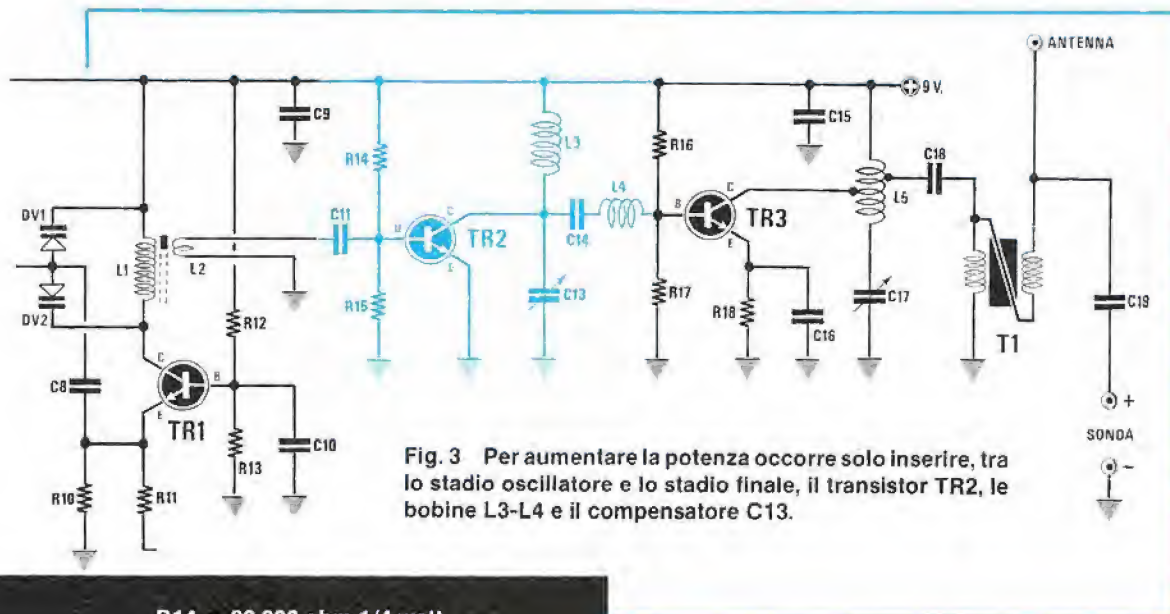 ANTENNA
9 V.
C9
C15
R14
L3
R16
C18
L4
L5
DV1
C11
B
C
TR2
E
C14
B
C
TR3
E
L1
L2
DV2
R12
R15
C13
R17
R18
C16
C17
T1
C19
C8
C
B
E
TR1
R13
C10
R10
R11
+
SONDA
−
Fig. 3 Per aumentare la potenza occorre solo inserire, tra
lo stadio oscillatore e lo stadio finale, il transistor TR2, le
bobine L3-L4 e il compensatore C13.